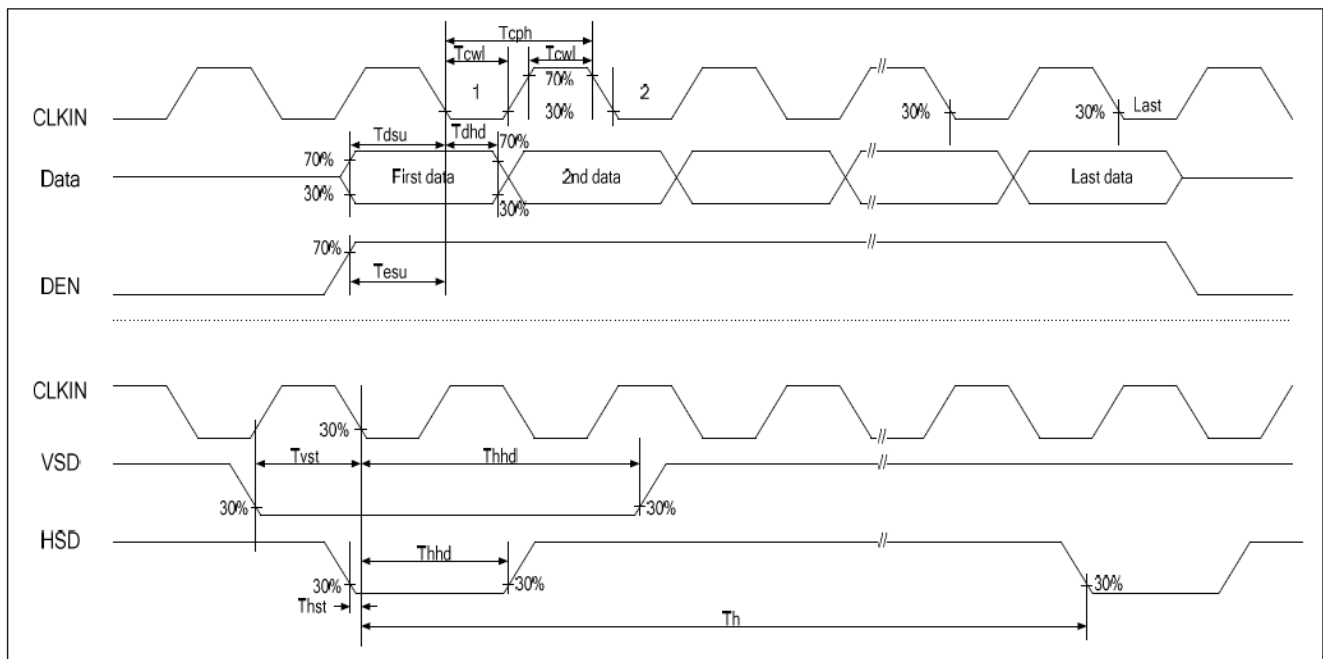 Tcph
Tcwl Tcwl
1 70% 2
CLKIN 30% 30% 30% Last
Tdsu Tdhd
70% 70%
Data First data 2nd data Last data
30% 30%
70%
Tesu
DEN
CLKIN
30%
VSD Tvst Thhd
30% 30%
HSD
Thhd
30% 30% 30%
Thst
Th